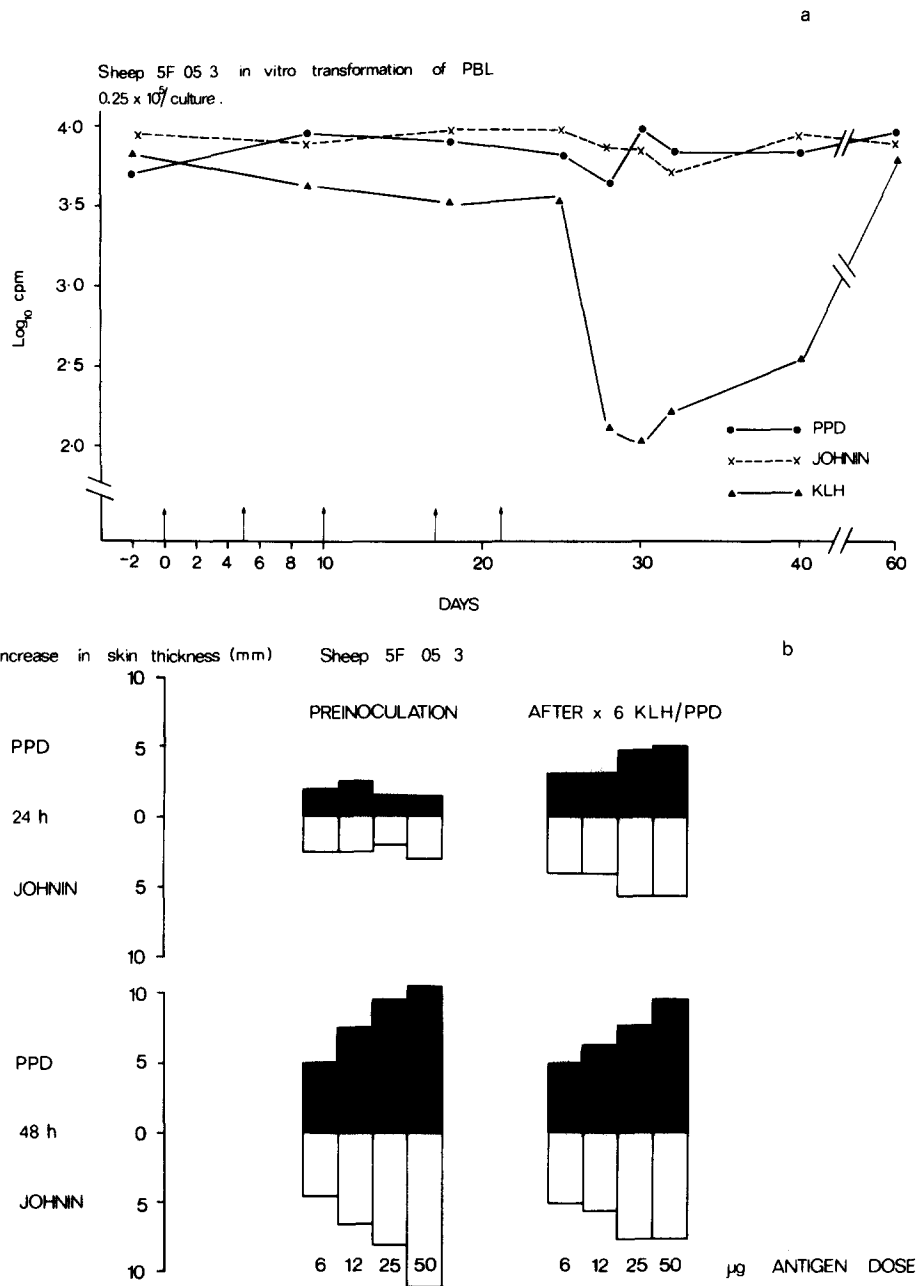 a
Sheep 5F 05 3 in vitro transformation of PBL
0.25 x 10⁵/culture.
4·0
3·5
3·0
2·5
2·0
Log₁₀ cpm
PPD
JOHNIN
KLH
-2 0 2 4 6 8 10 20 30 40 60
DAYS
ncrease in skin thickness (mm) Sheep 5F 05 3 b
10
PREINOCULATION AFTER x 6 KLH/PPD
PPD
5
24 h 0
JOHNIN 5
10
10
PPD
5
48 h 0
JOHNIN 5
10 6 12 25 50 6 12 25 50 µg ANTIGEN DOSE